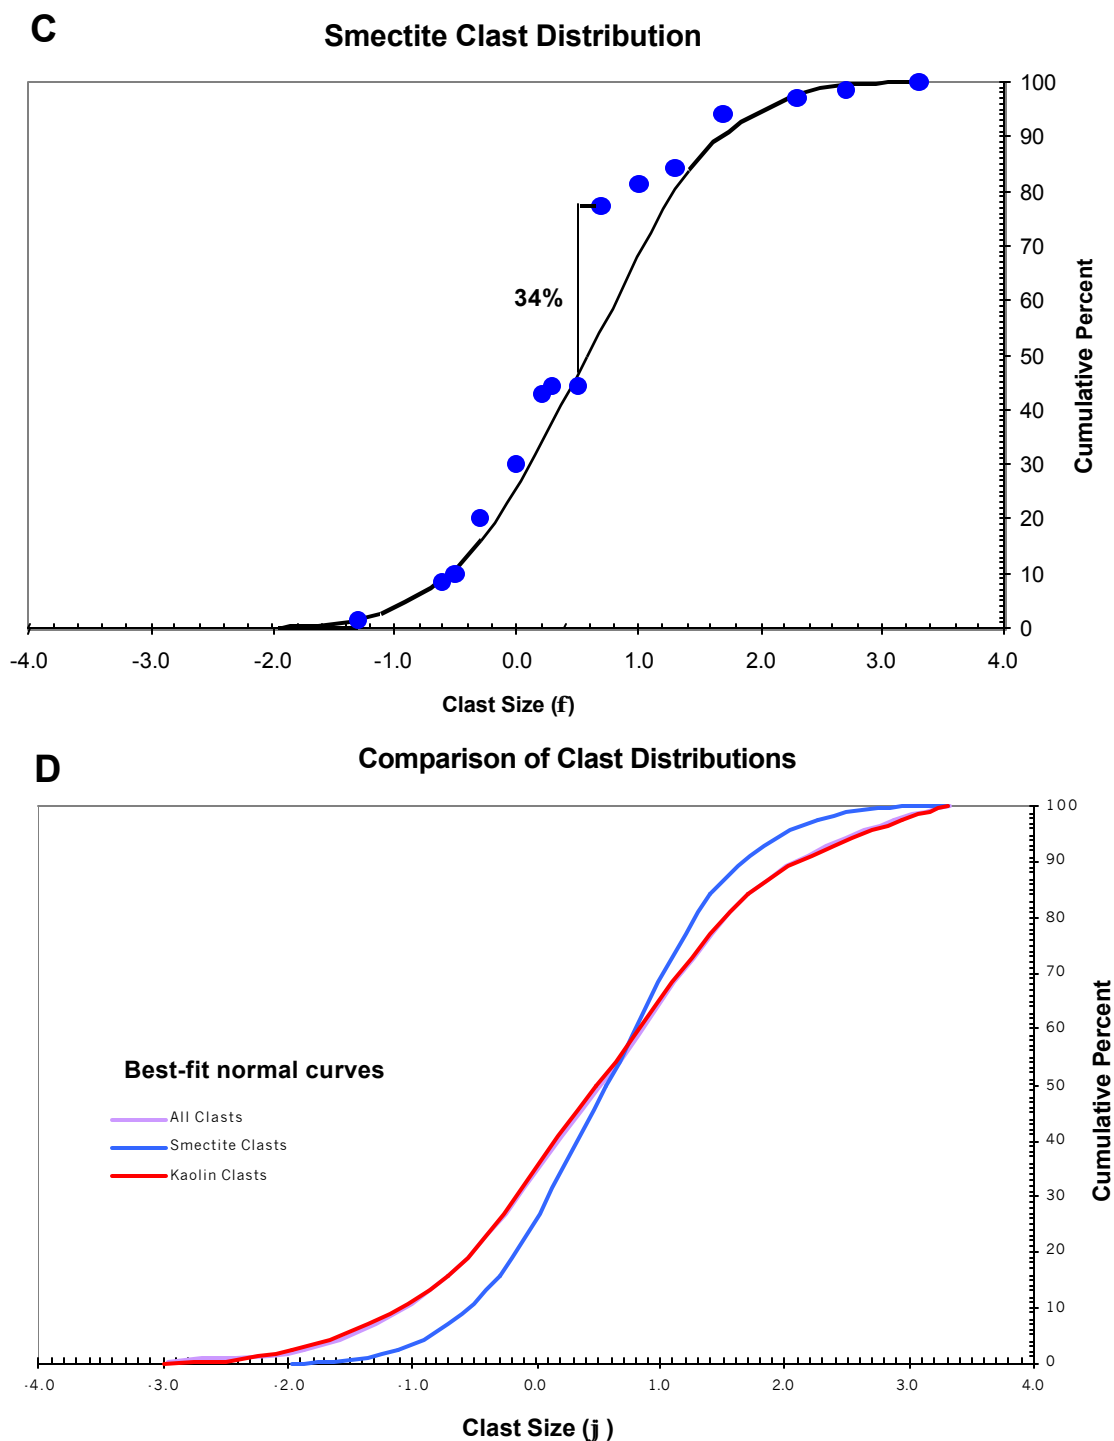 C
Smectite Clast Distribution
100
90
80
70
60
50
40
30
20
10
0
Cumulative Percent
34%
-4.0 -3.0 -2.0 -1.0 0.0 1.0 2.0 3.0 4.0
Clast Size (f)
D
Comparison of Clast Distributions
100
90
80
70
60
50
40
30
20
10
0
Cumulative Percent
Best-fit normal curves
All Clasts
Smectite Clasts
Kaolin Clasts
-4.0 -3.0 -2.0 -1.0 0.0 1.0 2.0 3.0 4.0
Clast Size (j )